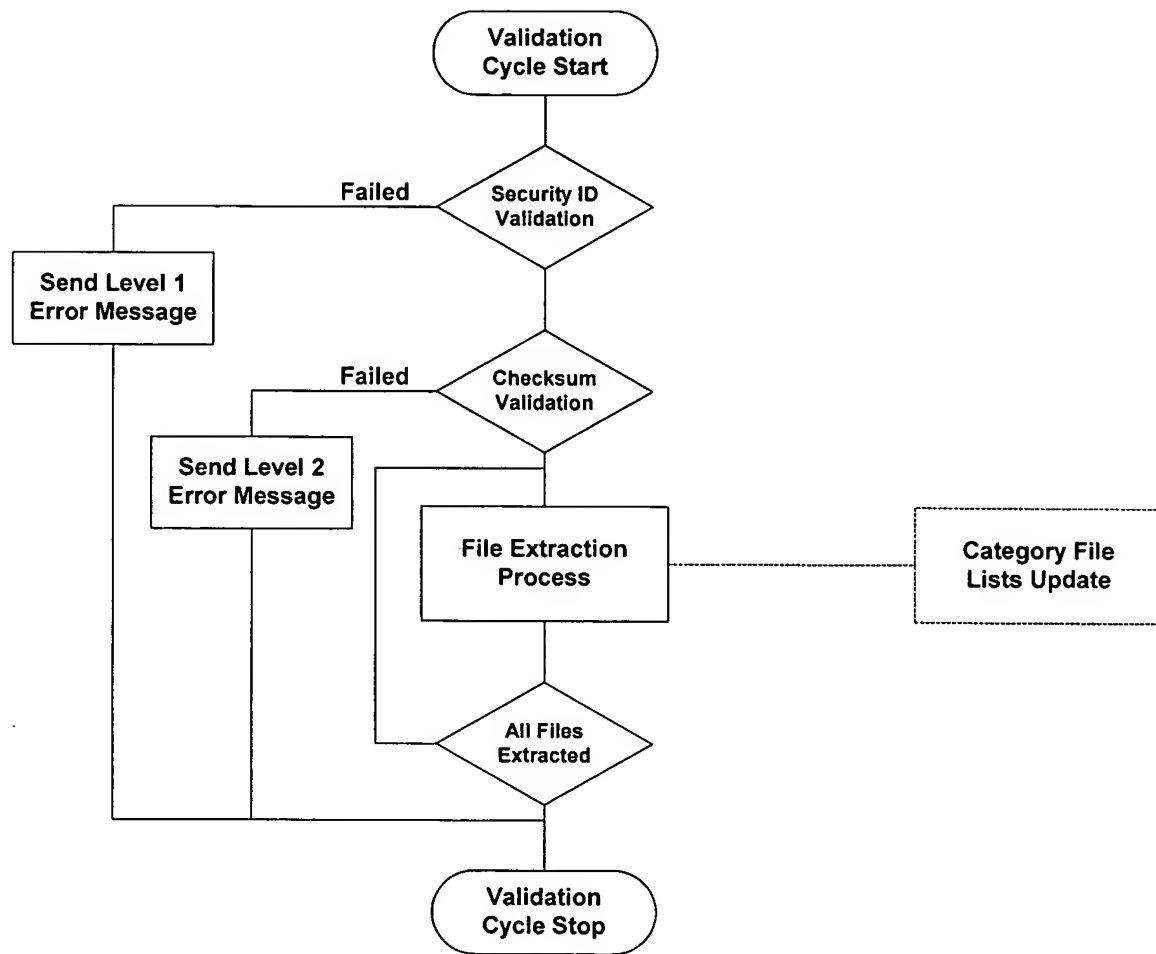 Validation
Cycle Start
Failed
Security ID
Validation
Send Level 1
Error Message
Failed
Checksum
Validation
Send Level 2
Error Message
File Extraction
Process
Category File
Lists Update
All Files
Extracted
Validation
Cycle Stop